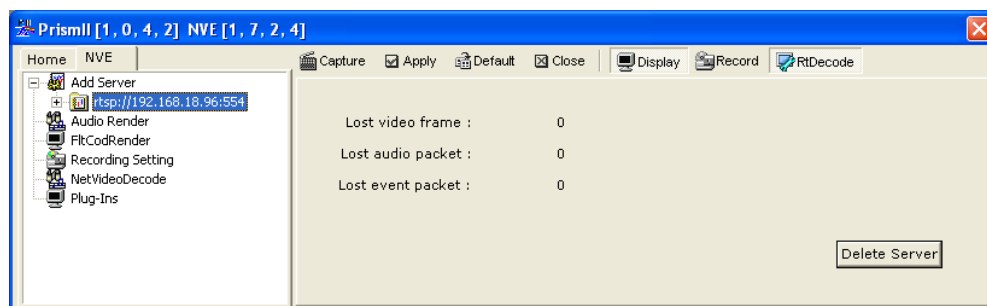 PrismII [1, 0, 4, 2] NVE [1, 7, 2, 4]
Home NVE
Capture Apply Default Close Display Record RtDecode
Add Server
rtsp://192.168.18.96:554
Audio Render
FltCodRender
Recording Setting
NetVideoDecode
Plug-Ins
Lost video frame : 0
Lost audio packet : 0
Lost event packet : 0
Delete Server